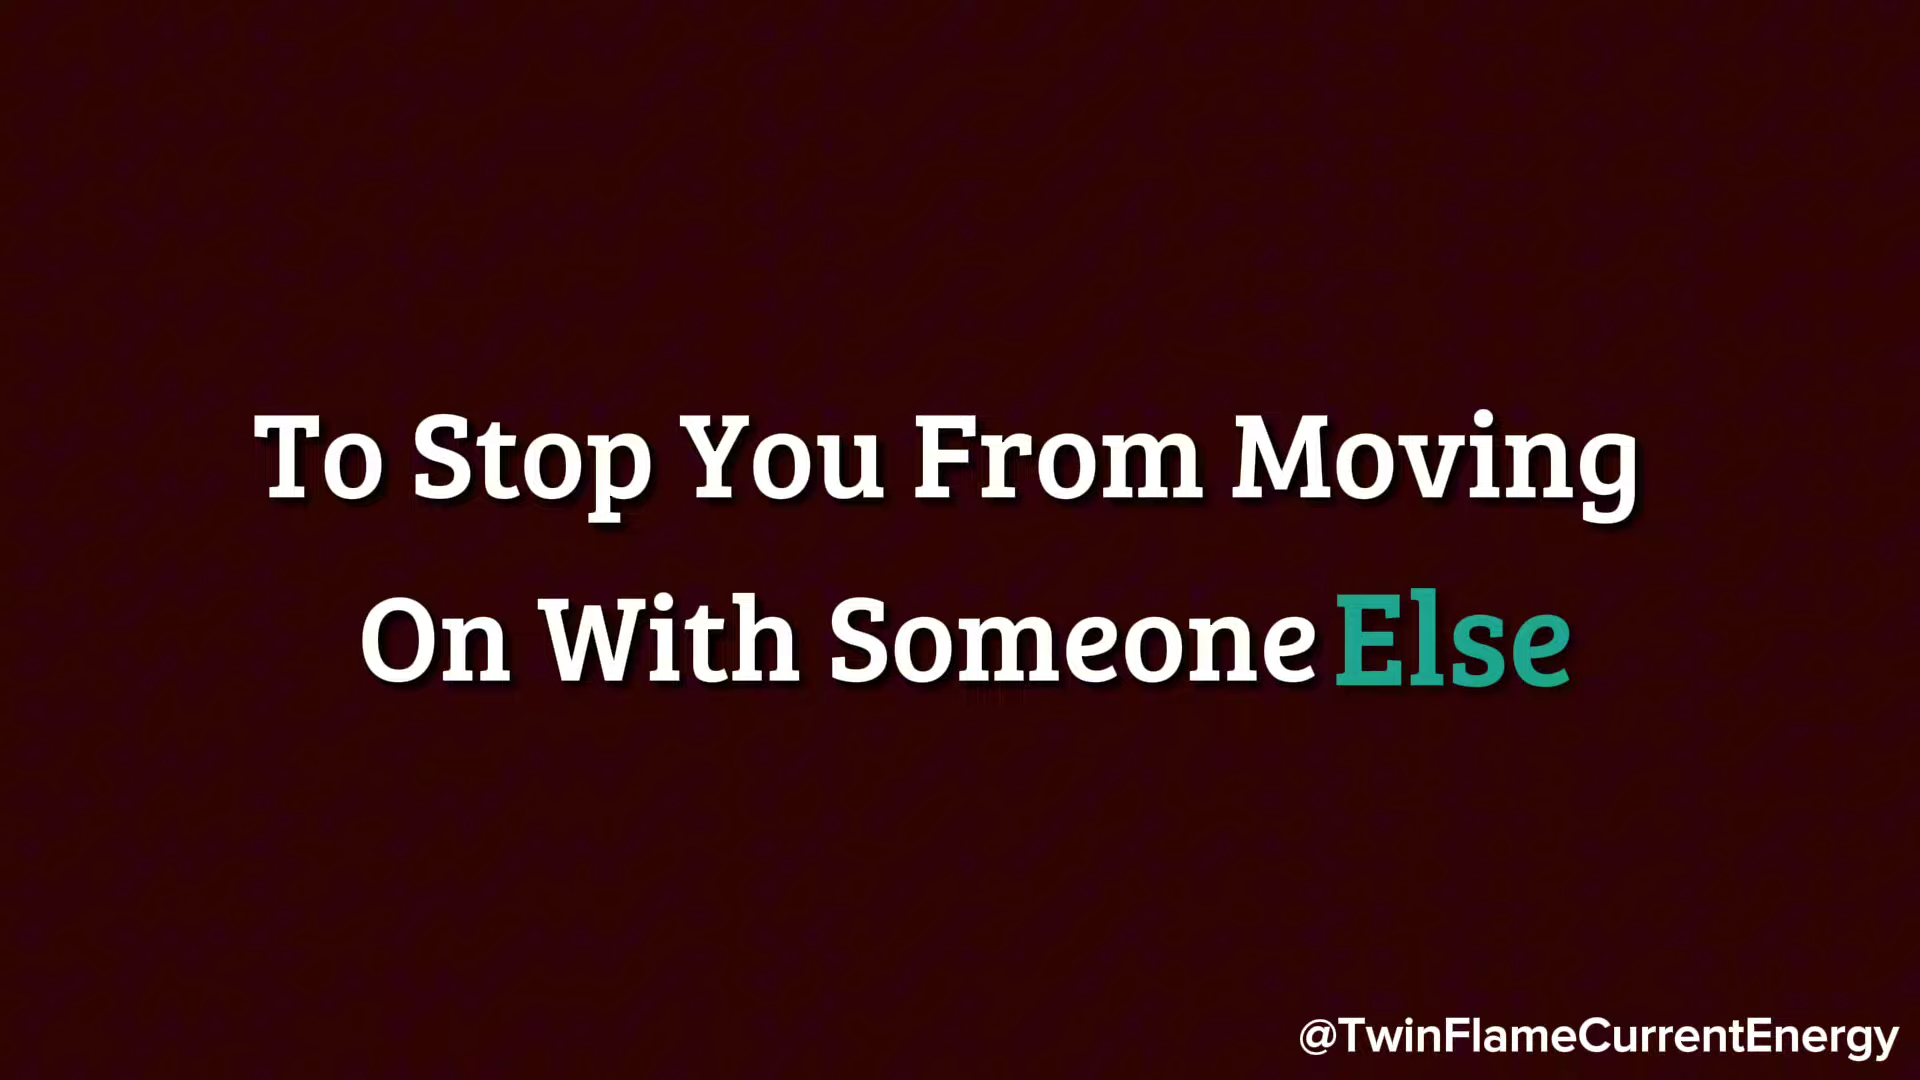 To Stop You From Moving
On With Someone Else
@TwinFlameCurrentEnergy